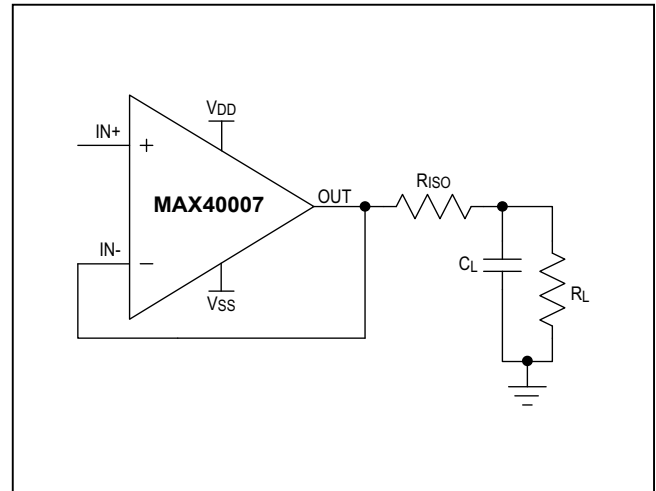 VDD
IN+
+
MAX40007
OUT
RISO
IN-
−
VSS
CL
RL